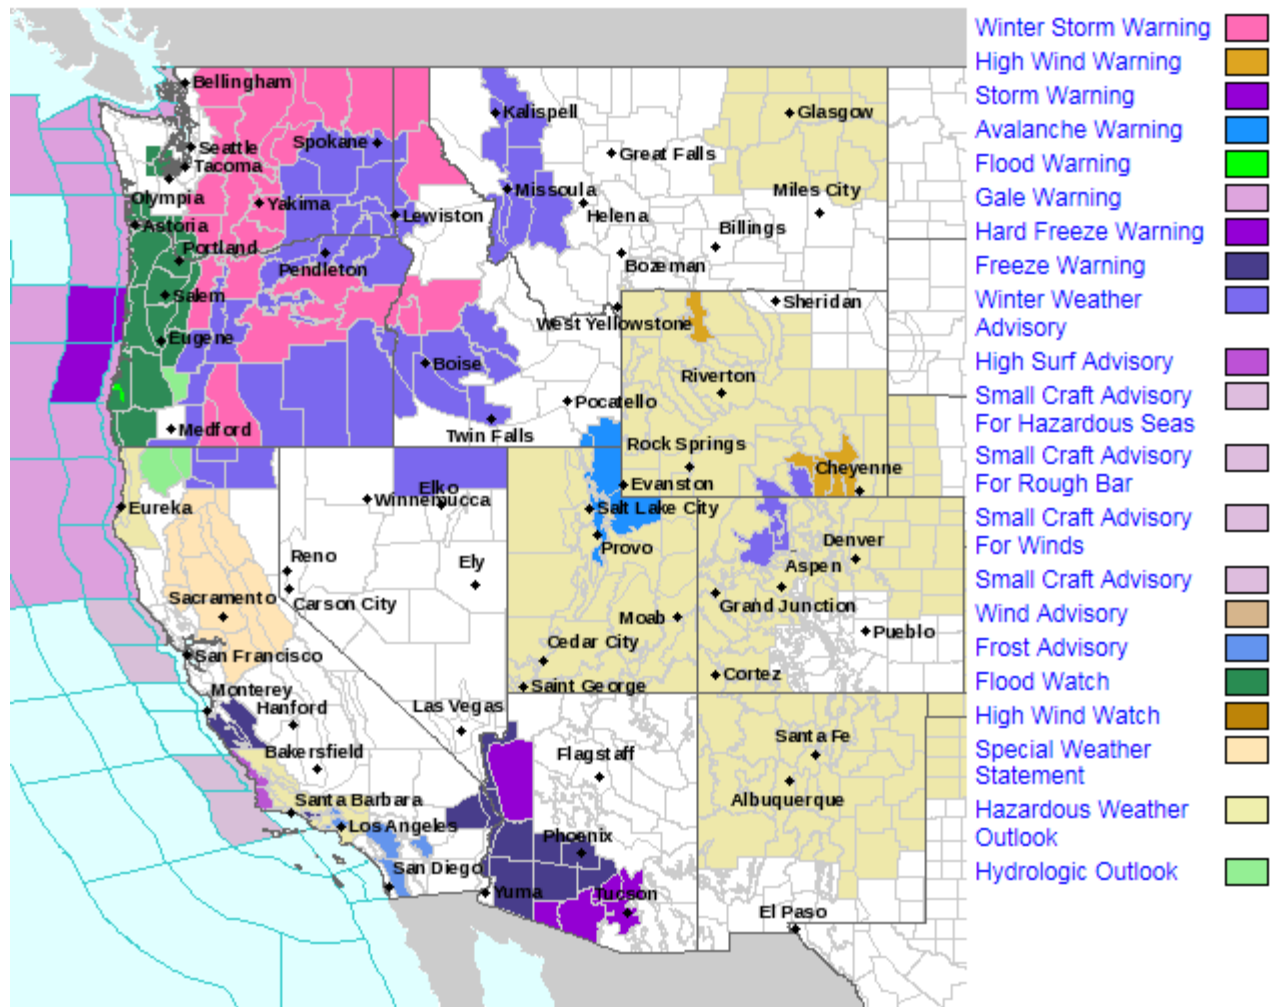 Winter Storm Warning
High Wind Warning
Storm Warning
Avalanche Warning
Flood Warning
Gale Warning
Hard Freeze Warning
Freeze Warning
Winter Weather
Advisory
High Surf Advisory
Small Craft Advisory
For Hazardous Seas
Small Craft Advisory
For Rough Bar
Small Craft Advisory
For Winds
Small Craft Advisory
Wind Advisory
Frost Advisory
Flood Watch
High Wind Watch
Special Weather
Statement
Hazardous Weather
Outlook
Hydrologic Outlook
Bellingham
Seattle
Tacoma
Olympia
Spokane
Yakima
Astoria
Portland
Pendleton
Lewiston
Salem
Eugene
Medford
Kalispell
Missoula
Great Falls
Helena
Bozeman
Billings
Glasgow
Miles City
West Yellowstone
Sheridan
Boise
Twin Falls
Pocatello
Riverton
Rock Springs
Evanston
Cheyenne
Eureka
Winnemucca
Elko
Reno
Carson City
Ely
Salt Lake City
Provo
Denver
Aspen
Grand Junction
Moab
Pueblo
Cedar City
Saint George
Cortez
Sacramento
San Francisco
Monterey
Hanford
Las Vegas
Bakersfield
Santa Barbara
Los Angeles
San Diego
Flagstaff
Phoenix
Yuma
Tucson
Santa Fe
Albuquerque
El Paso